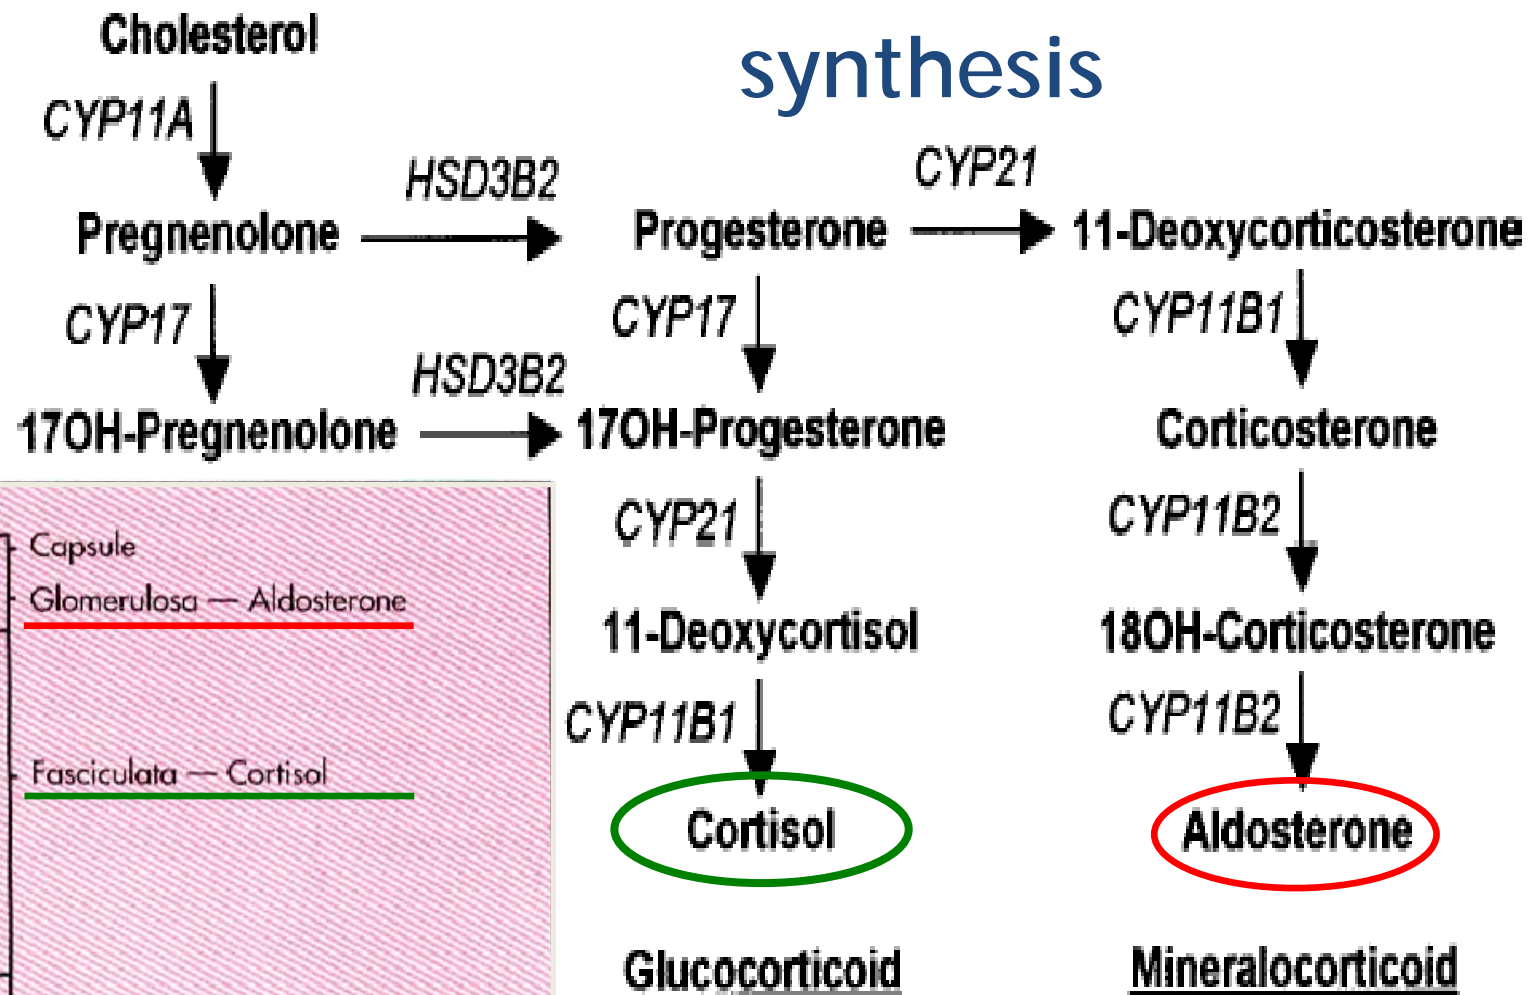 Cholesterol
synthesis
CYP11A
HSD3B2
CYP21
Pregnenolone
Progesterone
11-Deoxycorticosterone
CYP17
CYP17
CYP11B1
HSD3B2
17OH-Pregnenolone
17OH-Progesterone
Corticosterone
CYP21
CYP11B2
Capsule
Glomerulosa — Aldosterone
11-Deoxycortisol
18OH-Corticosterone
CYP11B1
CYP11B2
Fasciculata — Cortisol
Cortisol
Aldosterone
Glucocorticoid
Mineralocorticoid